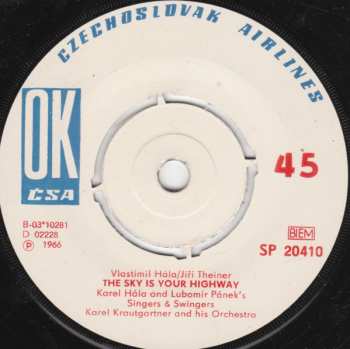 CZECHOSLOVAK AIRLINES
OK
ČSA
45
B-03*10281
D 02228
Ⓟ 1966
BIEM
SP 20410
Vlastimil Hála/Jiří Theiner
THE SKY IS YOUR HIGHWAY
Karel Hála and Lubomír Pánek's
Singers & Swingers
Karel Krautgartner and his Orchestra